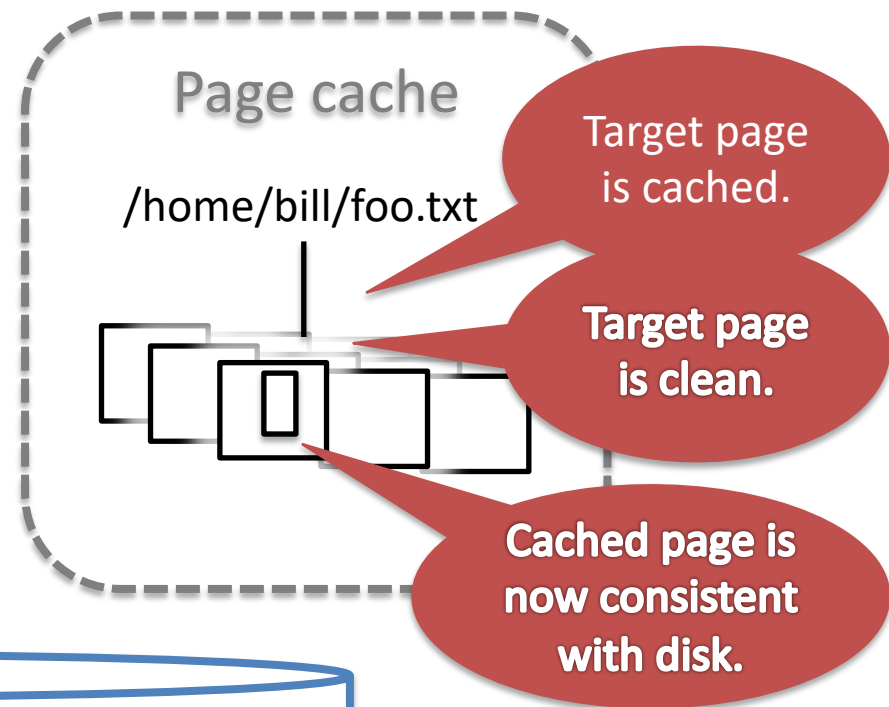 Page cache
/home/bill/foo.txt
Target page
is cached.
Target page
is clean.
Cached page is
now consistent
with disk.